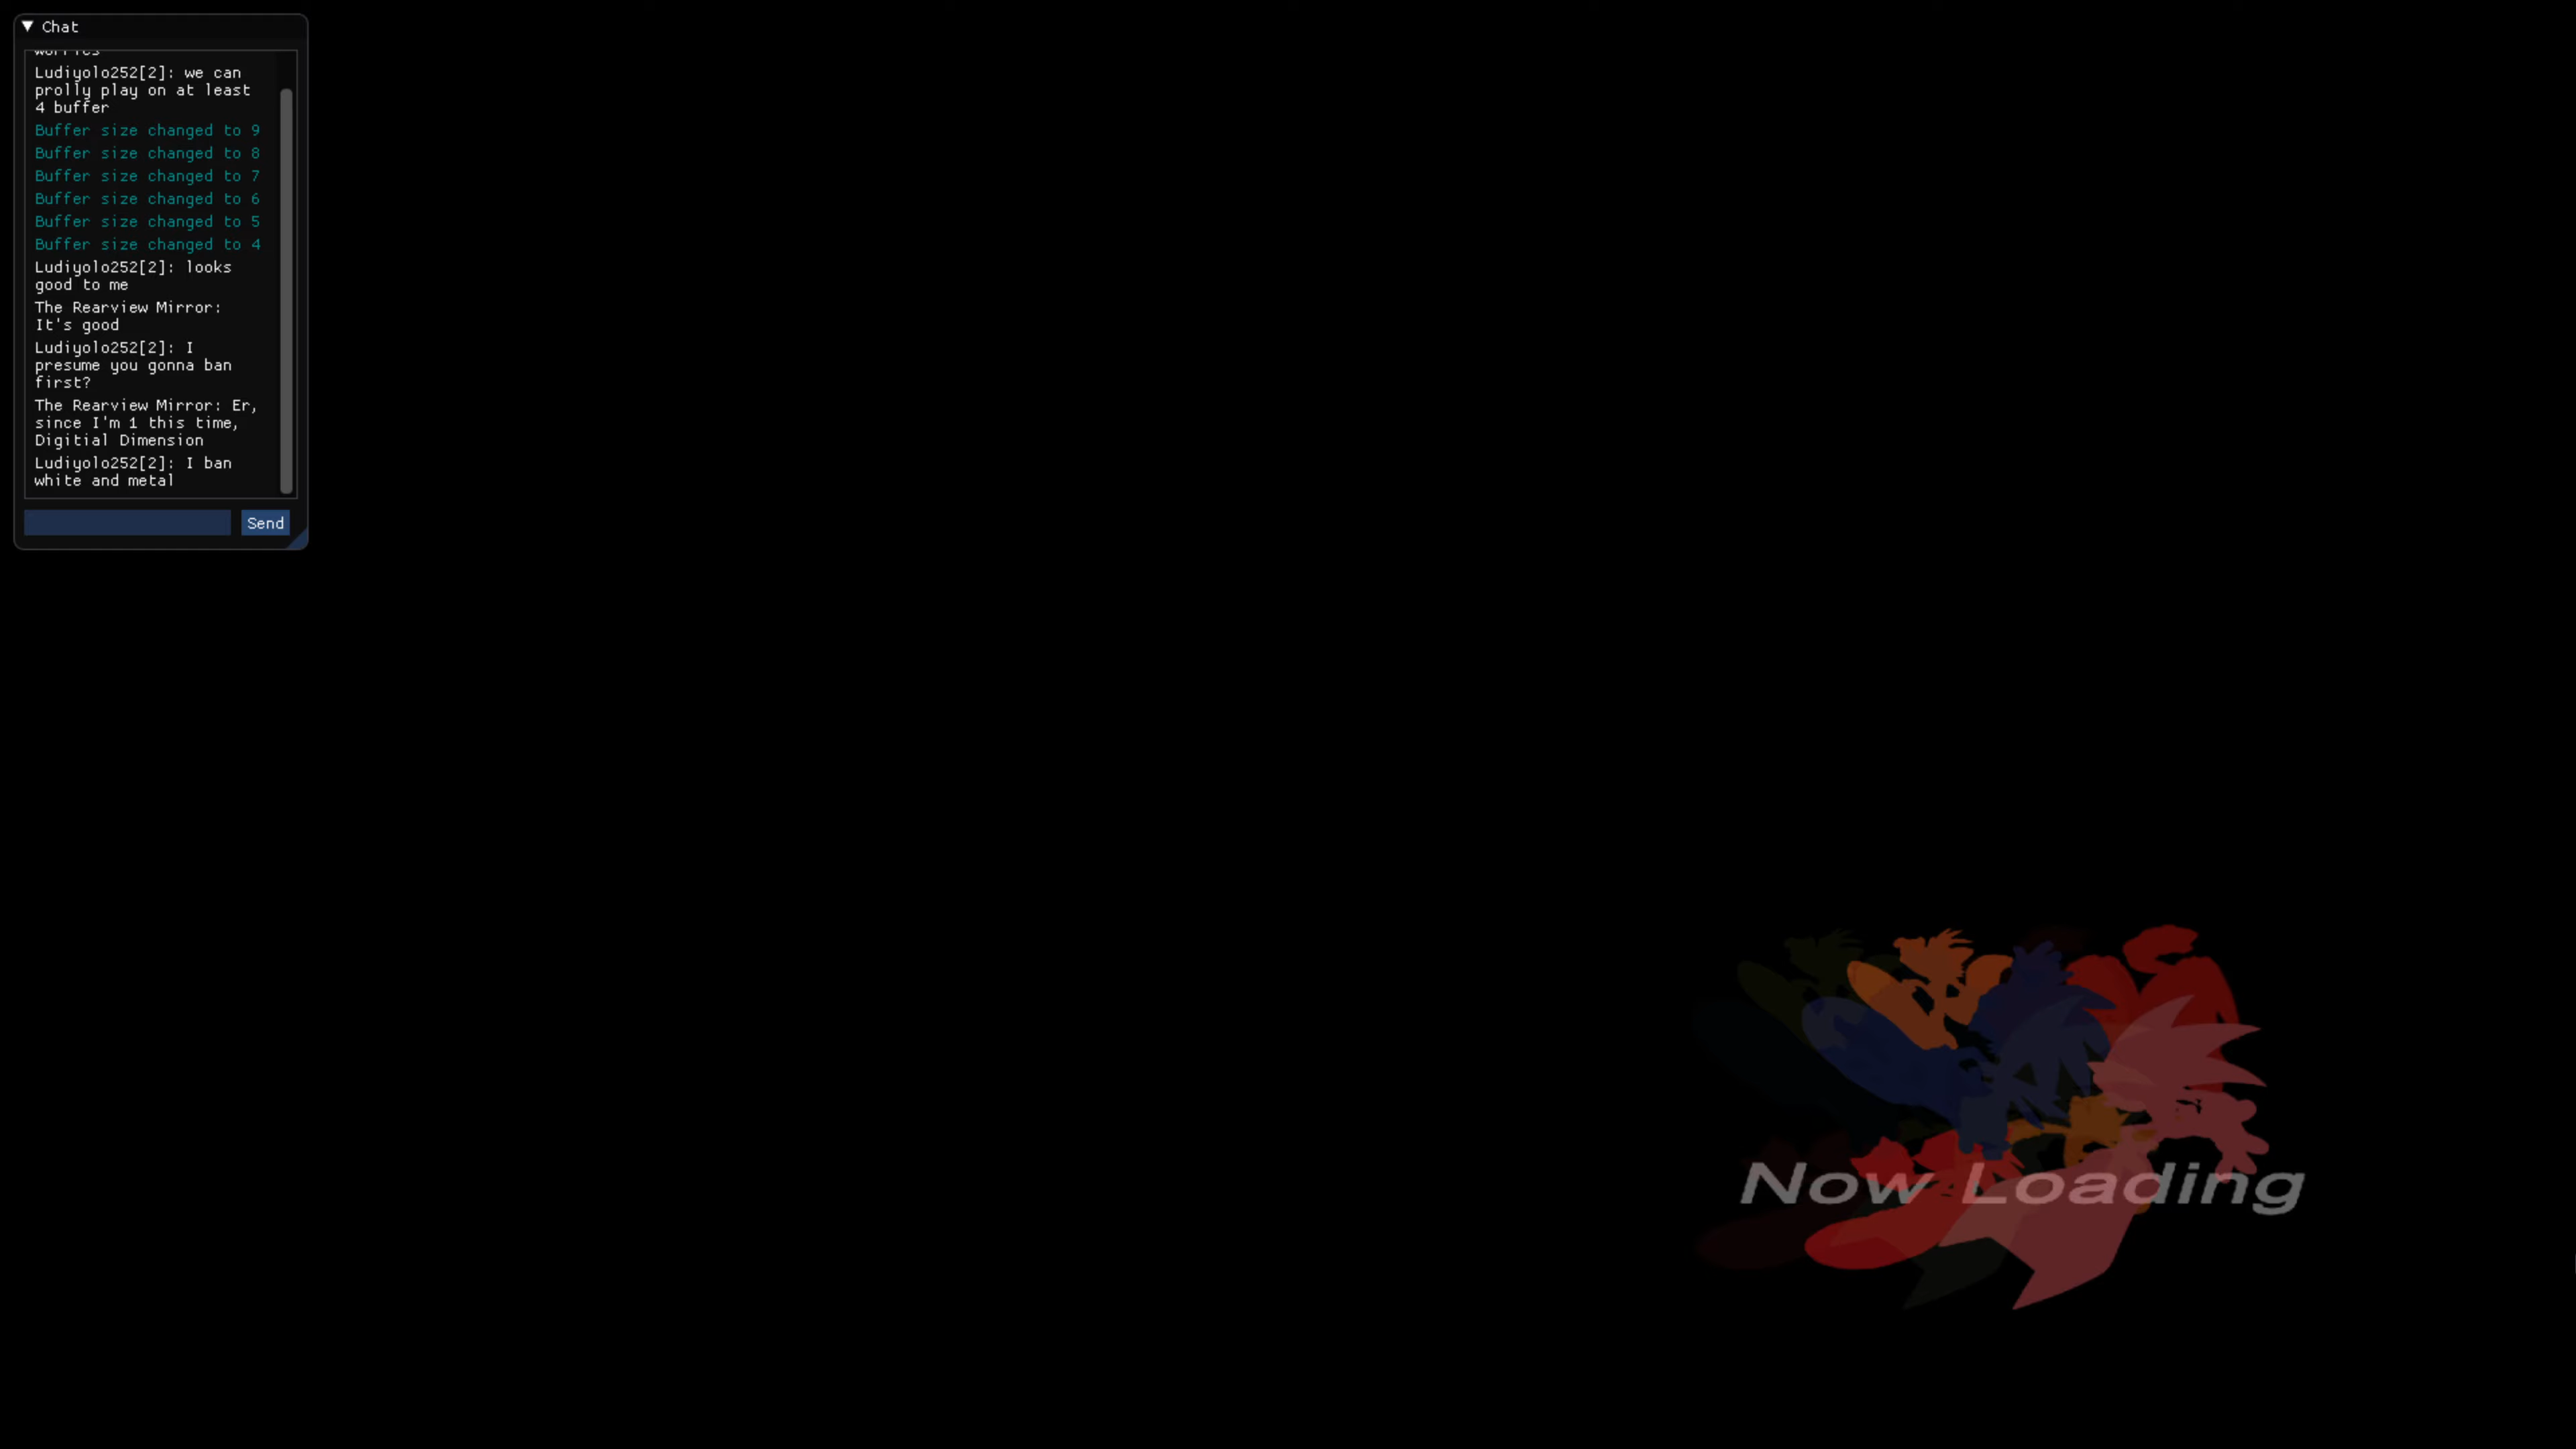 Chat
worries
Ludiyolo252[2]: we can
prolly play on at least
4 buffer
Buffer size changed to 9
Buffer size changed to 8
Buffer size changed to 7
Buffer size changed to 6
Buffer size changed to 5
Buffer size changed to 4
Ludiyolo252[2]: looks
good to me
The Rearview Mirror:
It's good
Ludiyolo252[2]: I
presume you gonna ban
first?
The Rearview Mirror: Er,
since I'm 1 this time,
Digitial Dimension
Ludiyolo252[2]: I ban
white and metal
Send
Now Loading